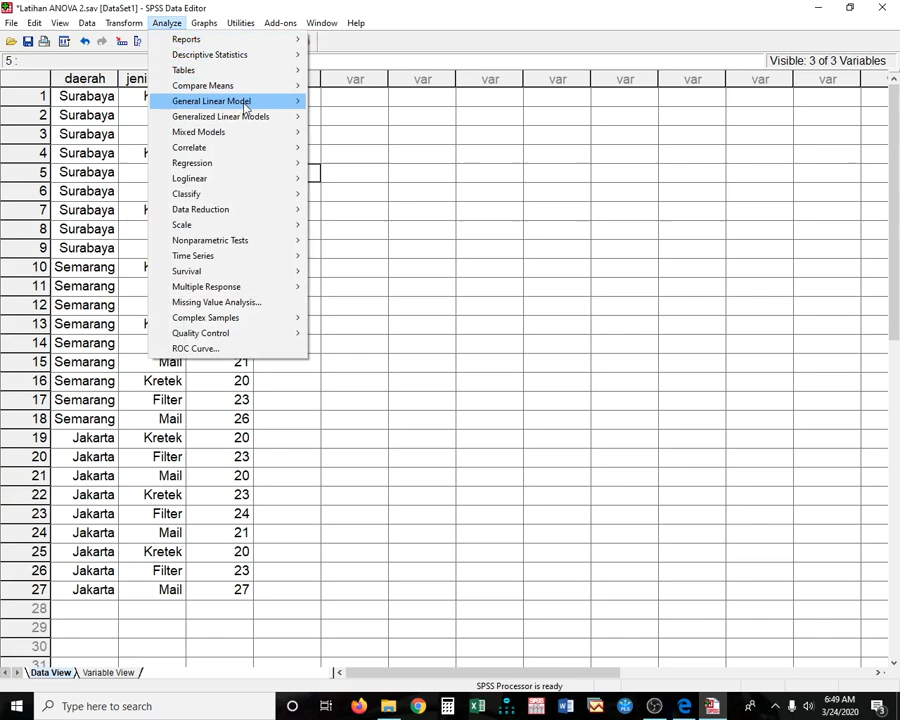 *Latihan ANOVA 2.sav [DataSet1] - SPSS Data Editor
File Edit View Data Transform Analyze Graphs Utilities Add-ons Window Help
5 :
Visible: 3 of 3 Variables
Reports
Descriptive Statistics
Tables
Compare Means
General Linear Model
Generalized Linear Models
Mixed Models
Correlate
Regression
Loglinear
Classify
Data Reduction
Scale
Nonparametric Tests
Time Series
Survival
Multiple Response
Missing Value Analysis...
Complex Samples
Quality Control
ROC Curve...
daerah jeni var var var var var var var var
1 Surabaya K
2 Surabaya
3 Surabaya
4 Surabaya K
5 Surabaya
6 Surabaya
7 Surabaya K
8 Surabaya
9 Surabaya
10 Semarang K
11 Semarang
12 Semarang
13 Semarang K
14 Semarang
15 Semarang Mail 21
16 Semarang Kretek 20
17 Semarang Filter 23
18 Semarang Mail 26
19 Jakarta Kretek 20
20 Jakarta Filter 23
21 Jakarta Mail 20
22 Jakarta Kretek 23
23 Jakarta Filter 24
24 Jakarta Mail 21
25 Jakarta Kretek 20
26 Jakarta Filter 23
27 Jakarta Mail 27
28
29
30
31
Data View Variable View
SPSS Processor is ready
Type here to search
6:49 AM
3/24/2020